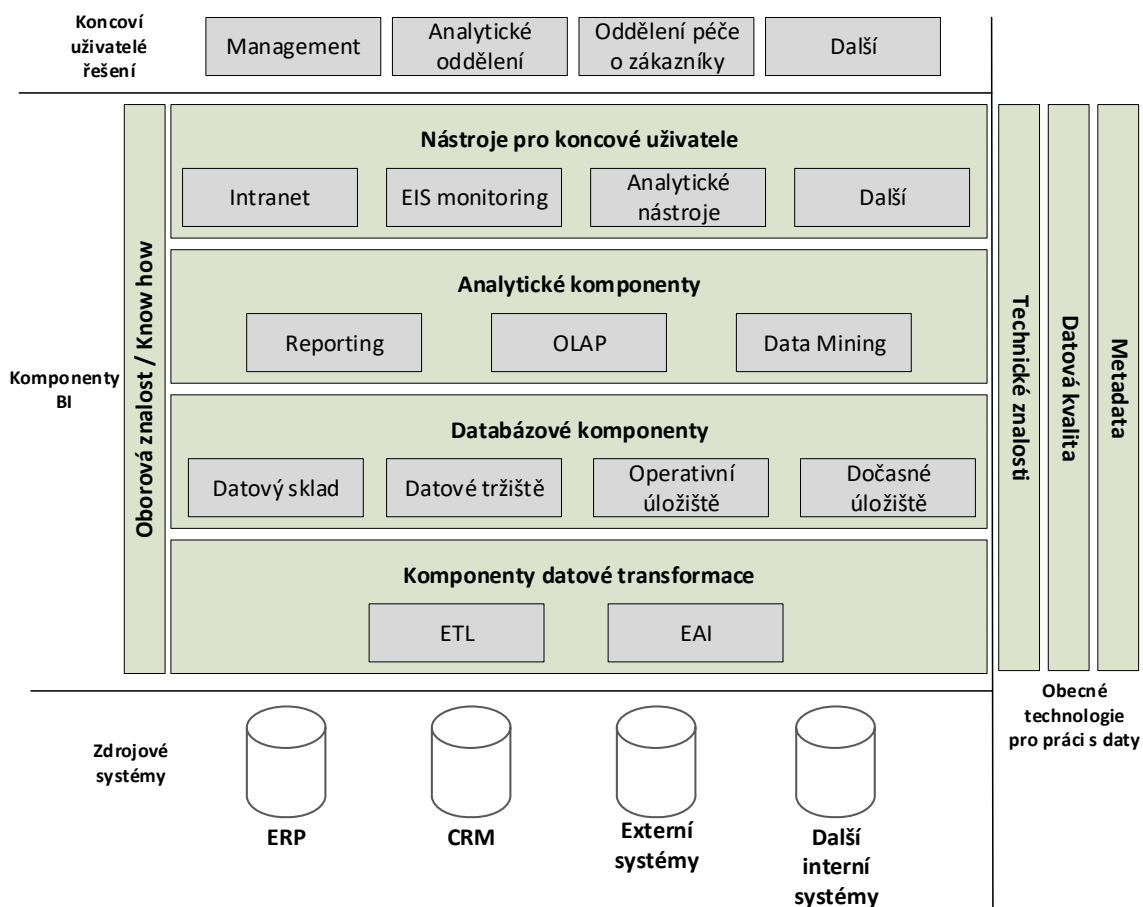 Koncoví
uživatelé
řešení
Management
Analytické
oddělení
Oddělení péče
o zákazníky
Další
Nástroje pro koncové uživatele
Intranet
EIS monitoring
Analytické
nástroje
Další
Analytické komponenty
Reporting
OLAP
Data Mining
Komponenty
BI
Oborová znalost / Know how
Databázové komponenty
Datový sklad
Datové tržiště
Operativní
úložiště
Dočasné
úložiště
Komponenty datové transformace
ETL
EAI
Technické znalosti
Datová kvalita
Metadata
Obecné
technologie
pro práci s daty
Zdrojové
systémy
ERP
CRM
Externí
systémy
Další
interní
systémy